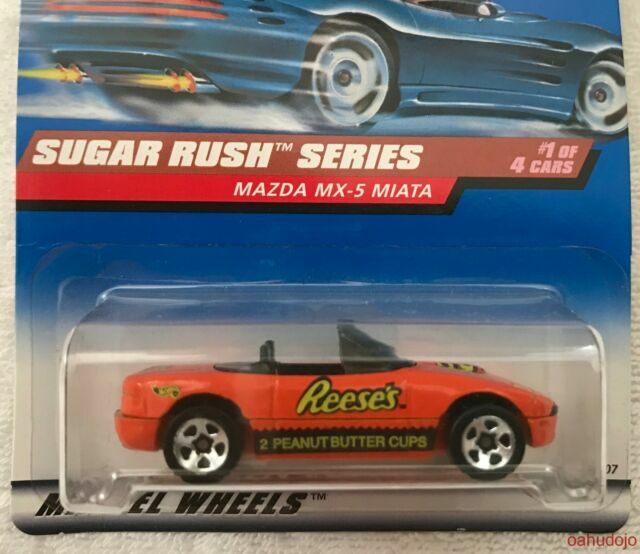 SUGAR RUSH™ SERIES
#1 OF
4 CARS
MAZDA MX-5 MIATA
Reese's
2 PEANUT BUTTER CUPS
EL WHEELS™
07
oahudojo